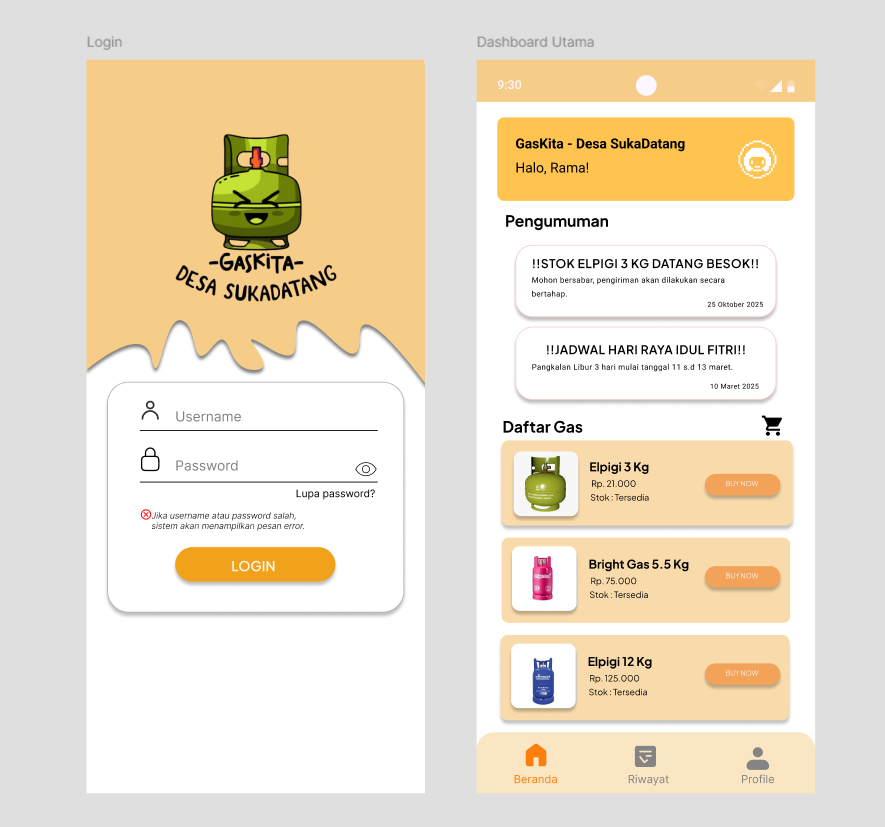 Login
-GASKITA-
DESA SUKADATANG
Username
Password
Lupa password?
Jika username atau password salah,
sistem akan menampilkan pesan error.
LOGIN
Dashboard Utama
9:30
GasKita - Desa SukaDatang
Halo, Rama!
Pengumuman
!!STOK ELPIGI 3 KG DATANG BESOK!!
Mohon bersabar, pengiriman akan dilakukan secara
bertahap.
25 Oktober 2025
!!JADWAL HARI RAYA IDUL FITRI!!
Pangkalan Libur 3 hari mulai tanggal 11 s.d 13 maret.
10 Maret 2025
Daftar Gas
Elpigi 3 Kg
Rp. 21.000
Stok : Tersedia
BUY NOW
Bright Gas 5.5 Kg
Rp. 75.000
Stok : Tersedia
BUY NOW
Elpigi 12 Kg
Rp. 125.000
Stok : Tersedia
BUY NOW
Beranda
Riwayat
Profile